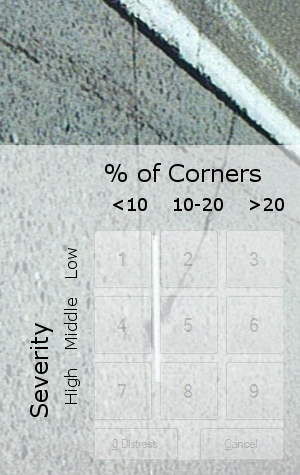 % of Corners
<10 10-20 >20
Low 1 2 3
Middle 4 5 6
High 7 8 9
Severity
0 Distress Cancel